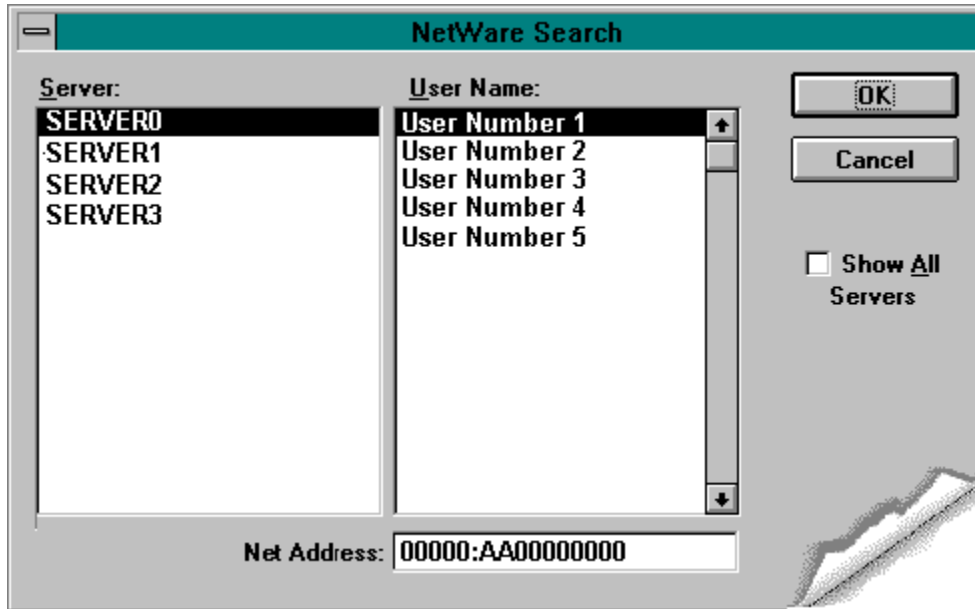 NetWare Search
Server:
SERVER0
SERVER1
SERVER2
SERVER3
User Name:
User Number 1
User Number 2
User Number 3
User Number 4
User Number 5
OK
Cancel
Show All
Servers
Net Address: 00000:AA00000000